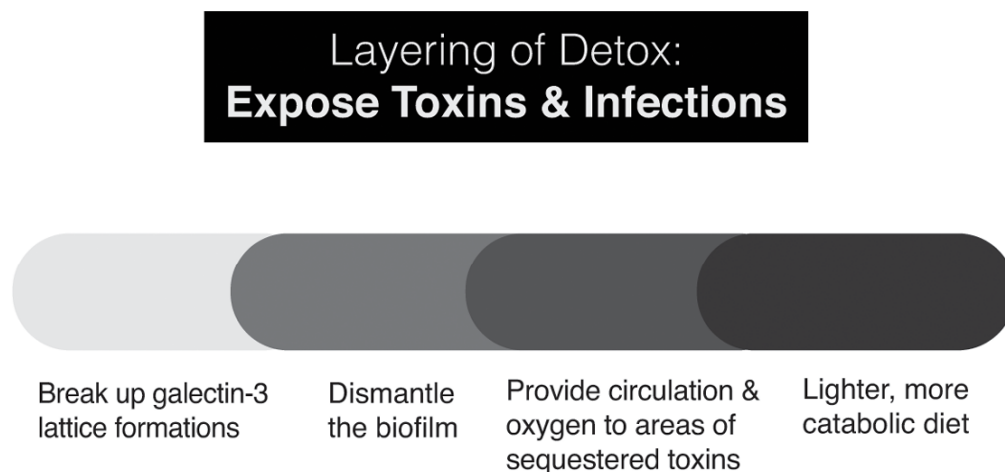 Layering of Detox:
Expose Toxins & Infections
Break up galectin-3
lattice formations
Dismantle
the biofilm
Provide circulation &
oxygen to areas of
sequestered toxins
Lighter, more
catabolic diet